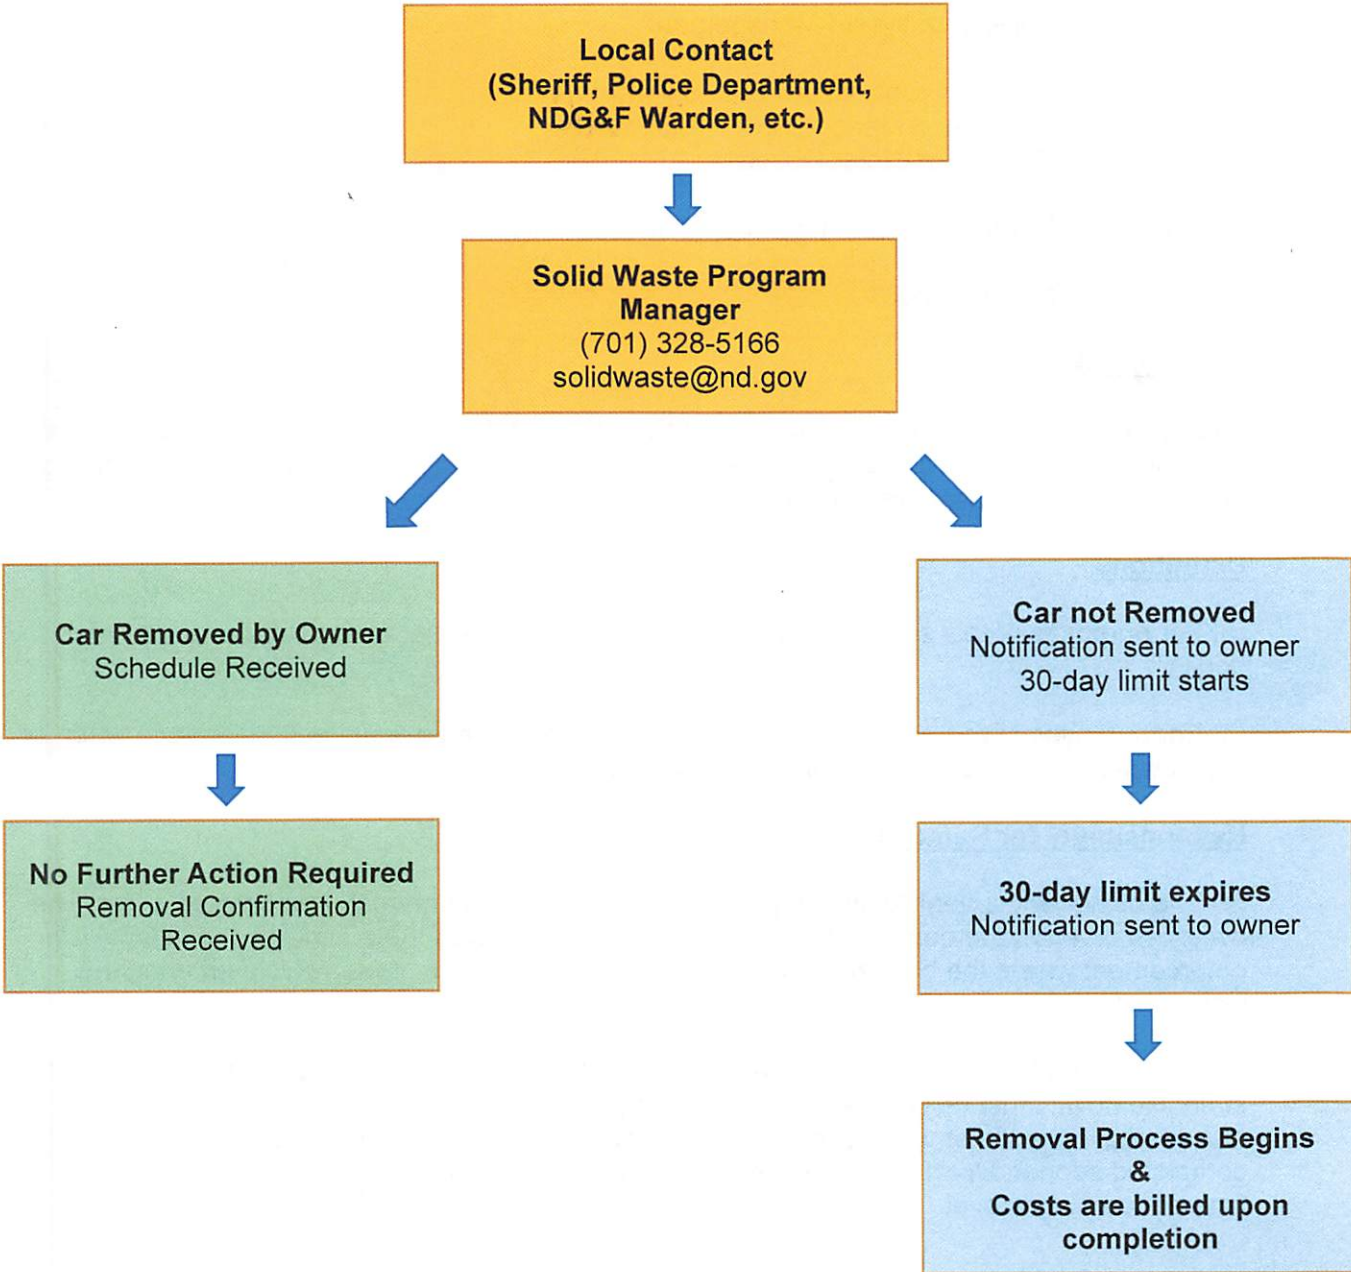 Local Contact
(Sheriff, Police Department,
NDG&F Warden, etc.)
Solid Waste Program
Manager
(701) 328-5166
solidwaste@nd.gov
Car Removed by Owner
Schedule Received
No Further Action Required
Removal Confirmation
Received
Car not Removed
Notification sent to owner
30-day limit starts
30-day limit expires
Notification sent to owner
Removal Process Begins
&
Costs are billed upon
completion